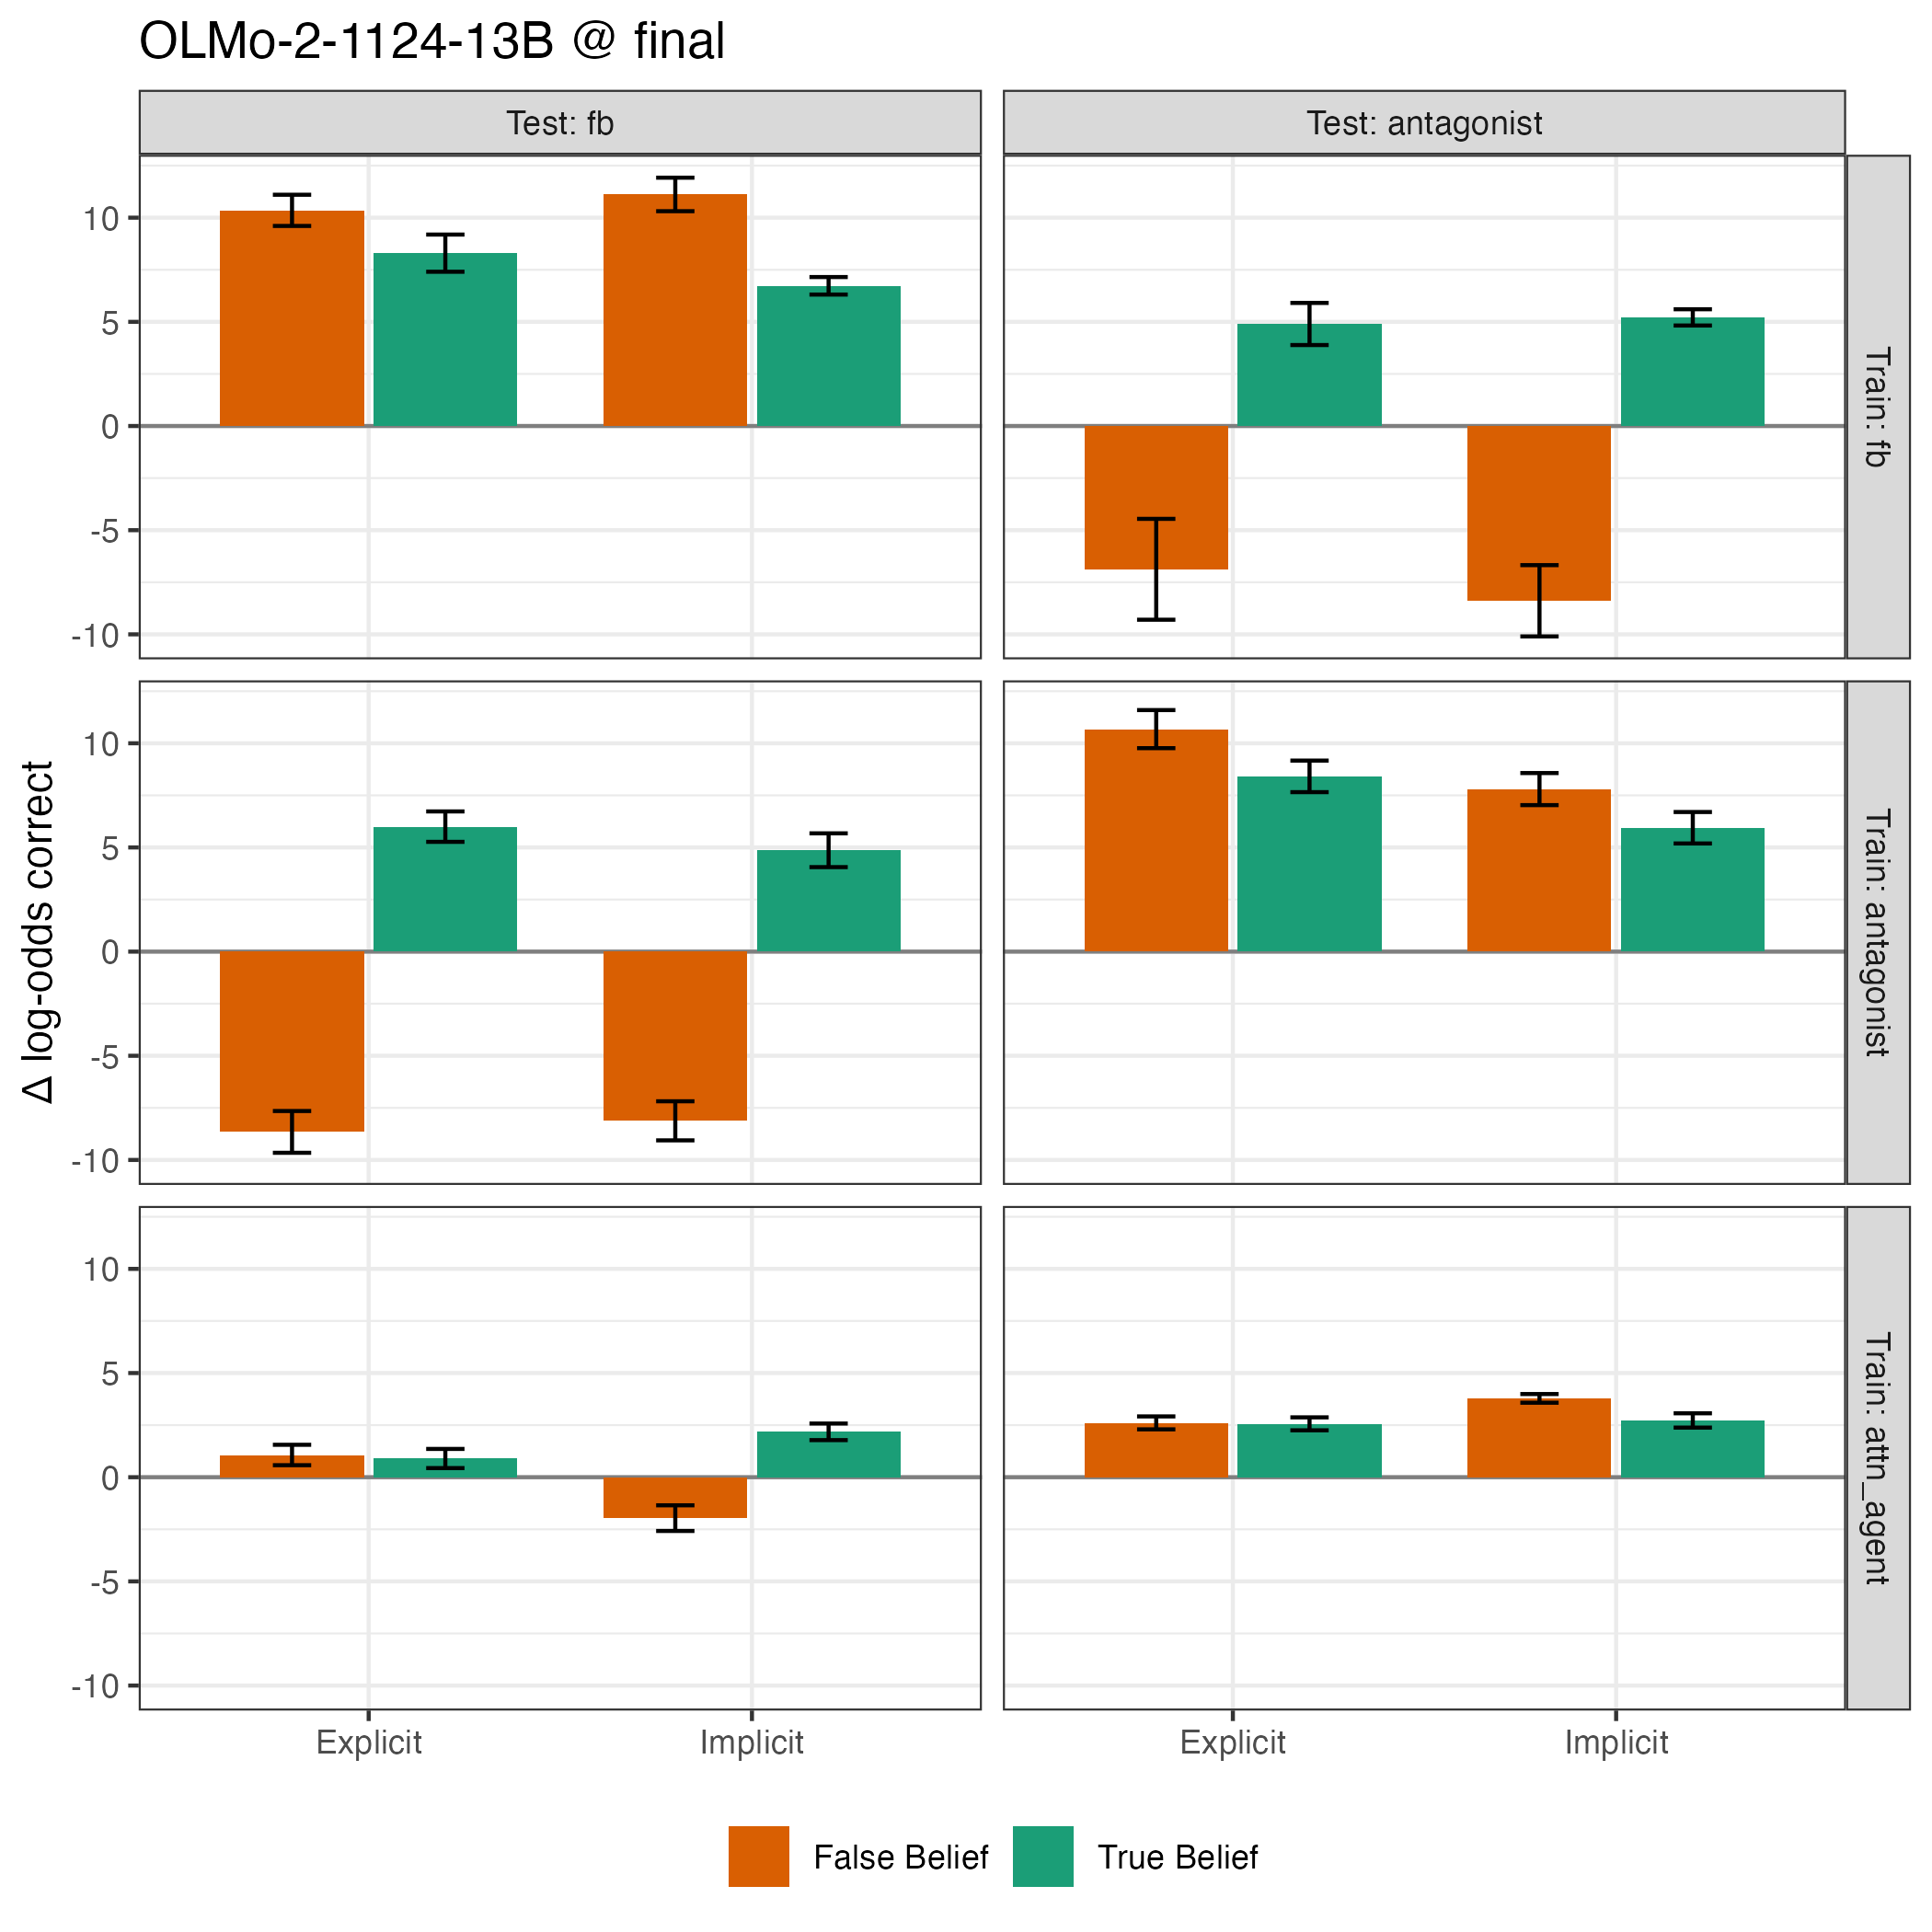 OLMo-2-1124-13B @ final
Test: fb
Test: antagonist
10
5
0
-5
-10
Train: fb
10
5
0
-5
-10
Train: antagonist
10
5
0
-5
-10
Train: attn_agent
Δ log-odds correct
Explicit
Implicit
Explicit
Implicit
False Belief
True Belief